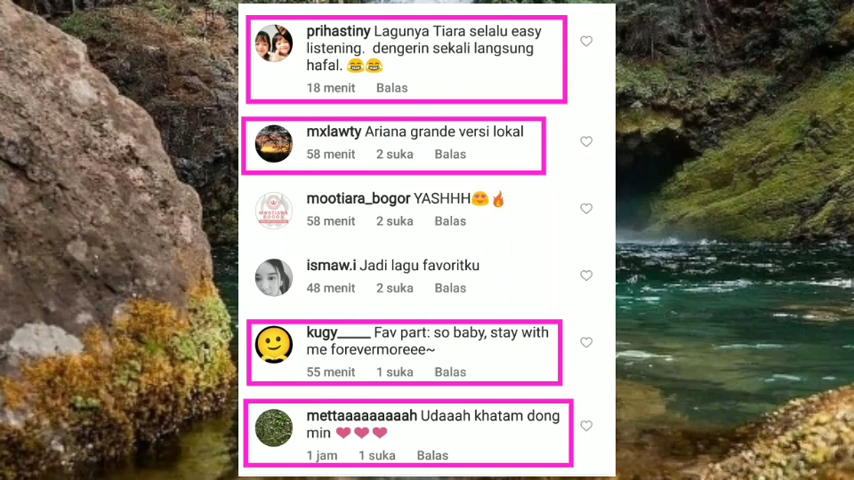 prihastiny Lagunya Tiara selalu easy
listening. dengerin sekali langsung
hafal. 😂😂
18 menit Balas
mxlawty Ariana grande versi lokal
58 menit 2 suka Balas
mootiara_bogor YASHHH😍🔥
58 menit 2 suka Balas
ismaw.i Jadi lagu favoritku
48 menit 2 suka Balas
kugy_____ Fav part: so baby, stay with
me forevermoreee~
55 menit 1 suka Balas
mettaaaaaaaaah Udaaah khatam dong
min ❤❤❤
1 jam 1 suka Balas